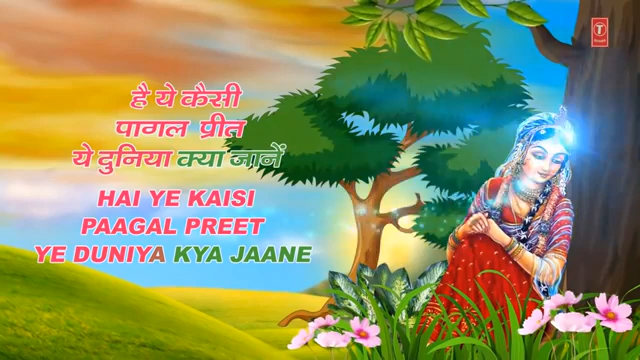 है ये कैसी
पागल प्रीत
ये दुनिया क्या जानें
HAI YE KAISI
PAAGAL PREET
YE DUNIYA KYA JAANE
T